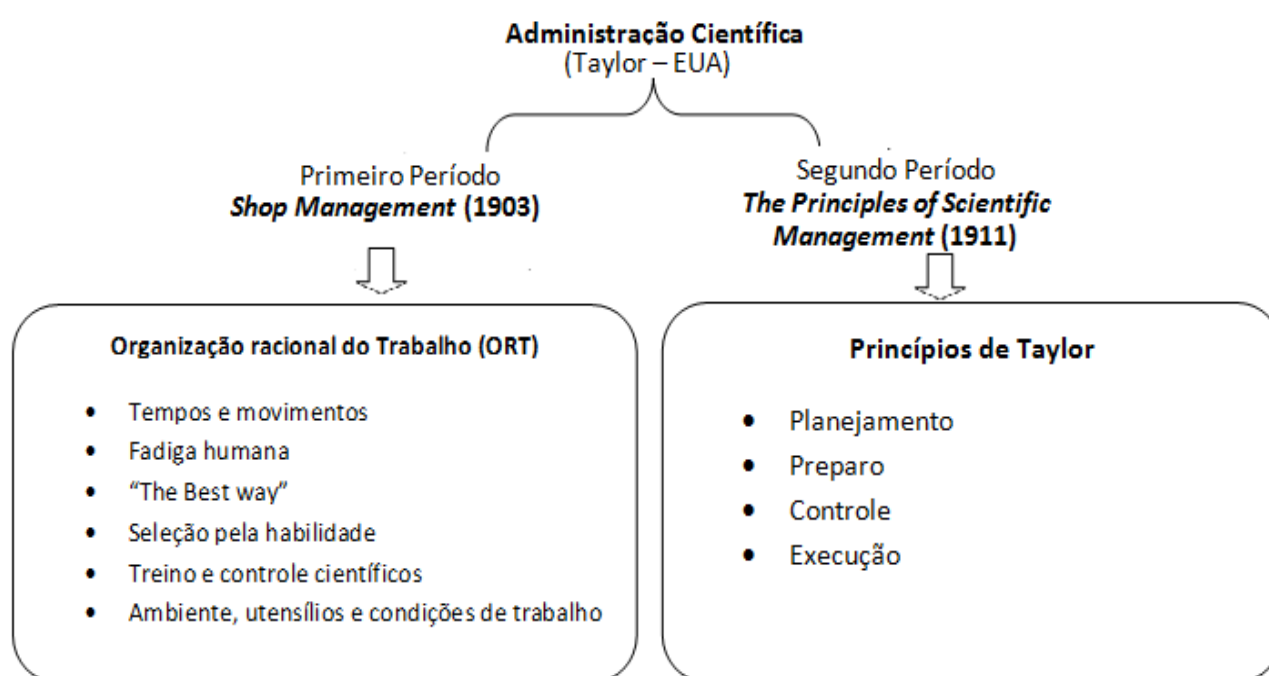 Administração Científica
(Taylor – EUA)
Primeiro Período
Shop Management (1903)
Segundo Período
The Principles of Scientific
Management (1911)
Organização racional do Trabalho (ORT)
• Tempos e movimentos
• Fadiga humana
• “The Best way”
• Seleção pela habilidade
• Treino e controle científicos
• Ambiente, utensílios e condições de trabalho
Princípios de Taylor
• Planejamento
• Preparo
• Controle
• Execução